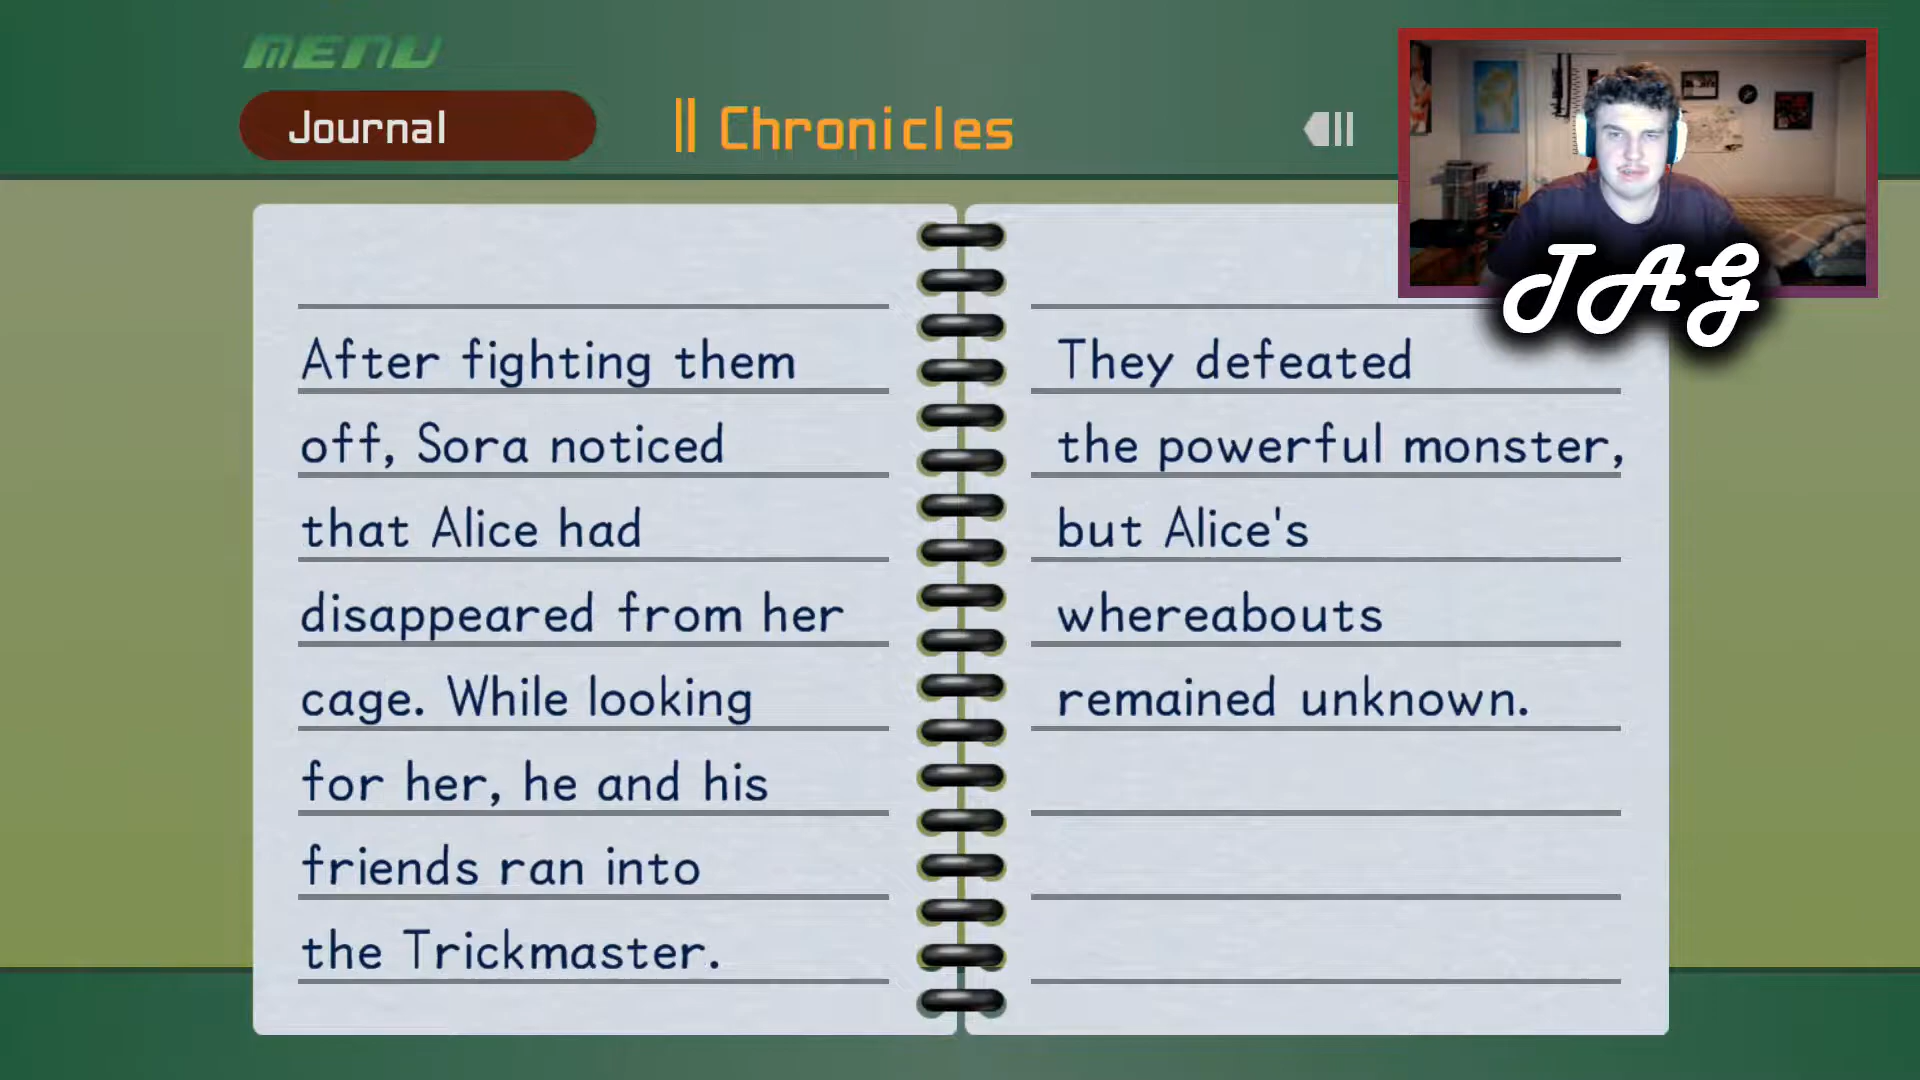 MENU
Journal
Chronicles
After fighting them
off, Sora noticed
that Alice had
disappeared from her
cage. While looking
for her, he and his
friends ran into
the Trickmaster.
They defeated
the powerful monster,
but Alice's
whereabouts
remained unknown.
TAG